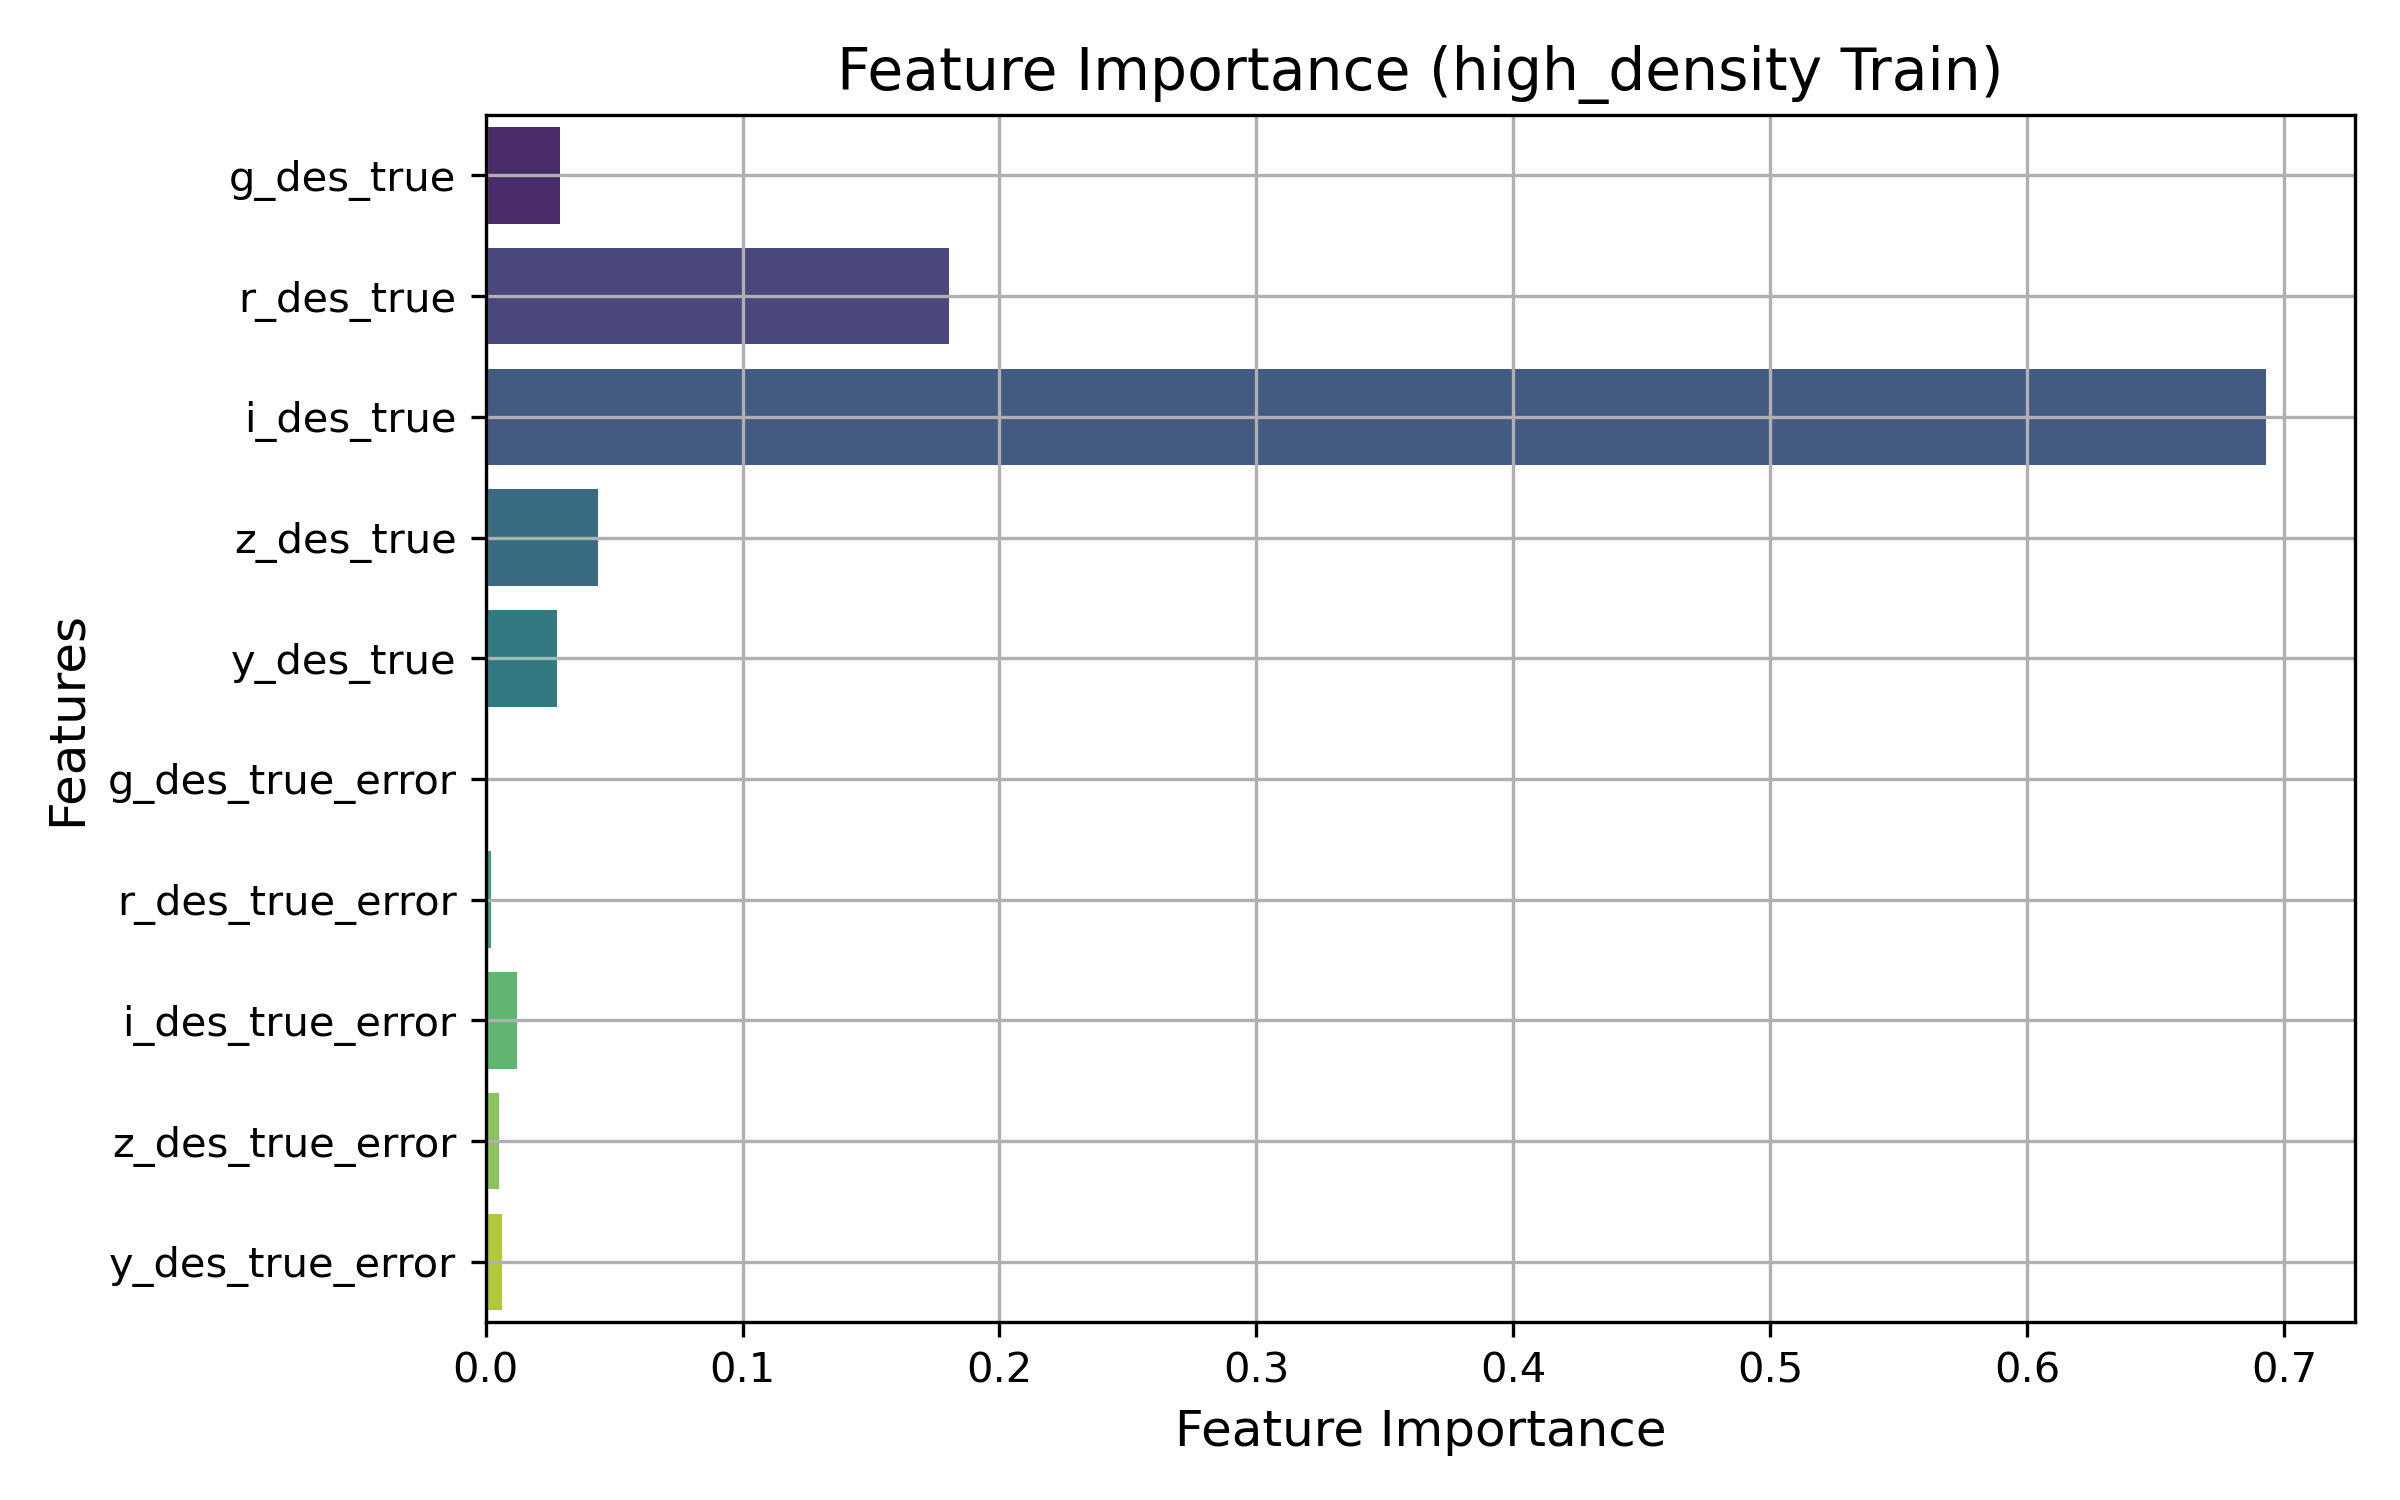 Feature Importance (high_density Train)
g_des_true
r_des_true
i_des_true
z_des_true
y_des_true
g_des_true_error
r_des_true_error
i_des_true_error
z_des_true_error
y_des_true_error
Features
0.0 0.1 0.2 0.3 0.4 0.5 0.6 0.7
Feature Importance